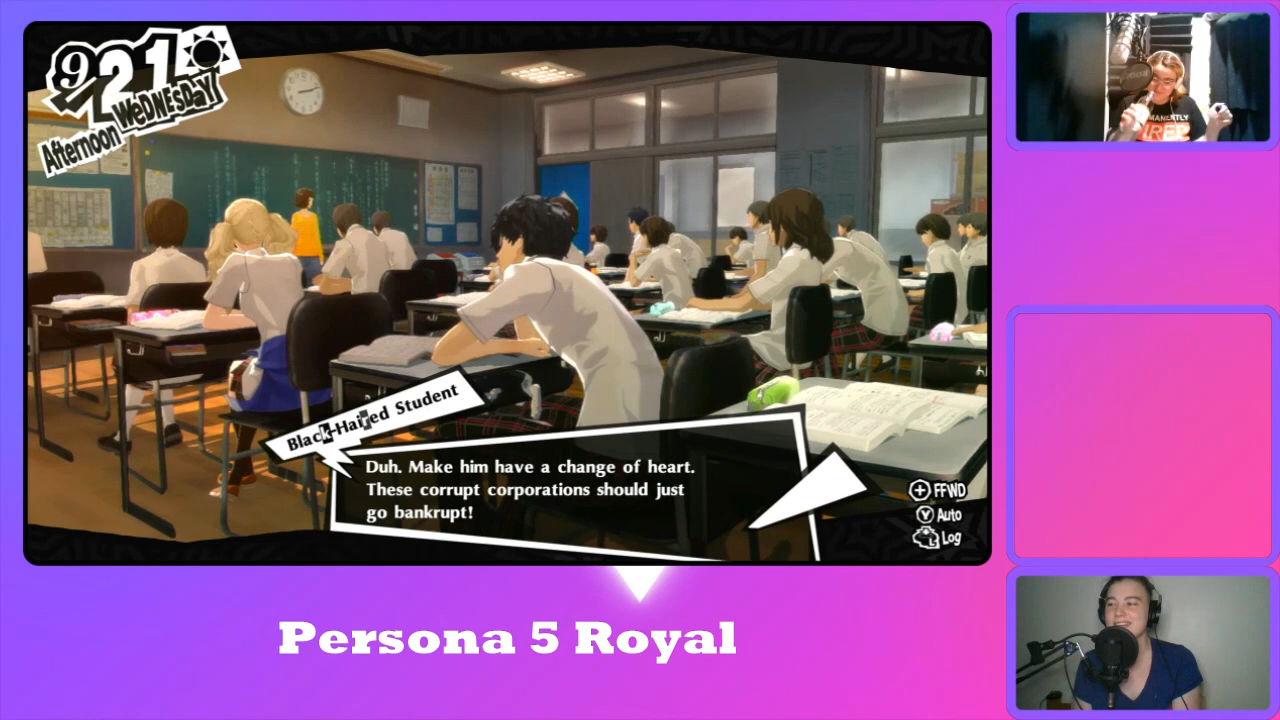 9/21
WEDNESDAY
Afternoon
Black-Haired Student
Duh. Make him have a change of heart.
These corrupt corporations should just
go bankrupt!
FFWD
Y Auto
L Log
Persona 5 Royal